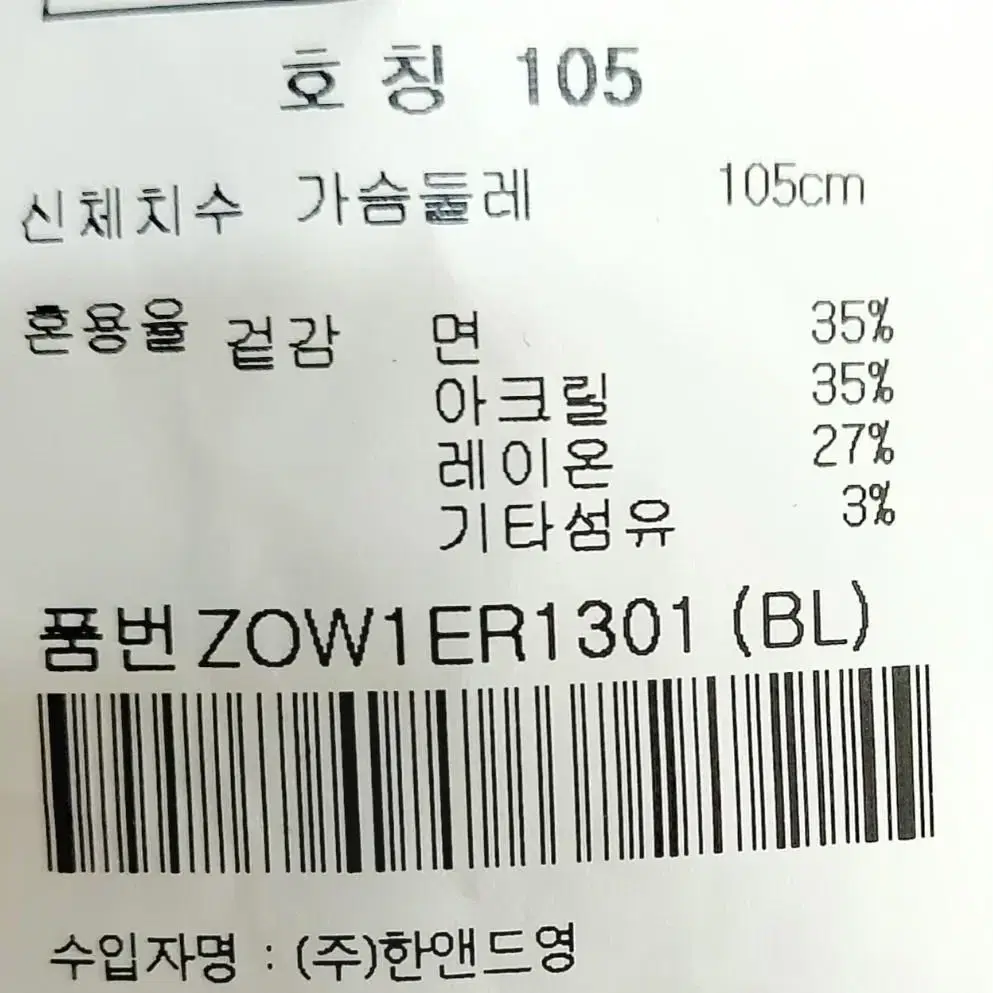 호칭 105
신체치수 가슴둘레 105cm
혼용율 겉감 면 35%
아크릴 35%
레이온 27%
기타섬유 3%
품번 ZOW1ER1301 (BL)
수입자명 : (주)한앤드영